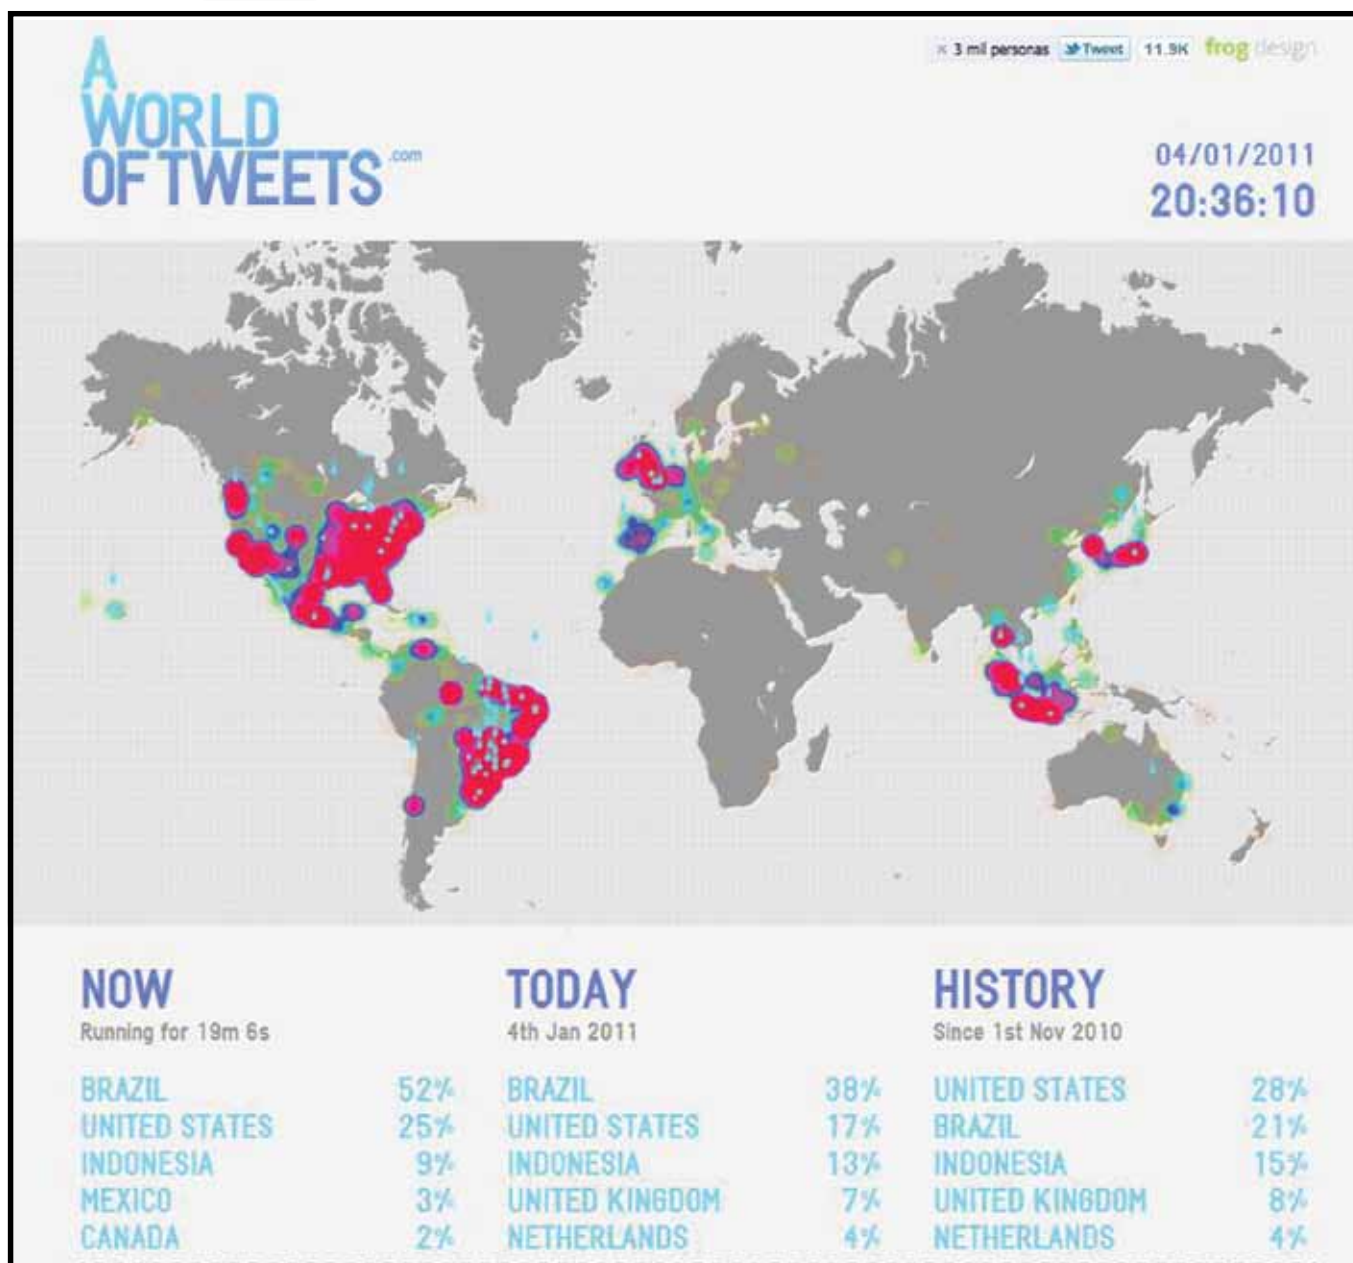 A
WORLD
OF TWEETS .com
3 mil personas Tweet 11.9K frog design
04/01/2011
20:36:10
NOW
Running for 19m 6s
BRAZIL 52%
UNITED STATES 25%
INDONESIA 9%
MEXICO 3%
CANADA 2%
TODAY
4th Jan 2011
BRAZIL 38%
UNITED STATES 17%
INDONESIA 13%
UNITED KINGDOM 7%
NETHERLANDS 4%
HISTORY
Since 1st Nov 2010
UNITED STATES 28%
BRAZIL 21%
INDONESIA 15%
UNITED KINGDOM 8%
NETHERLANDS 4%